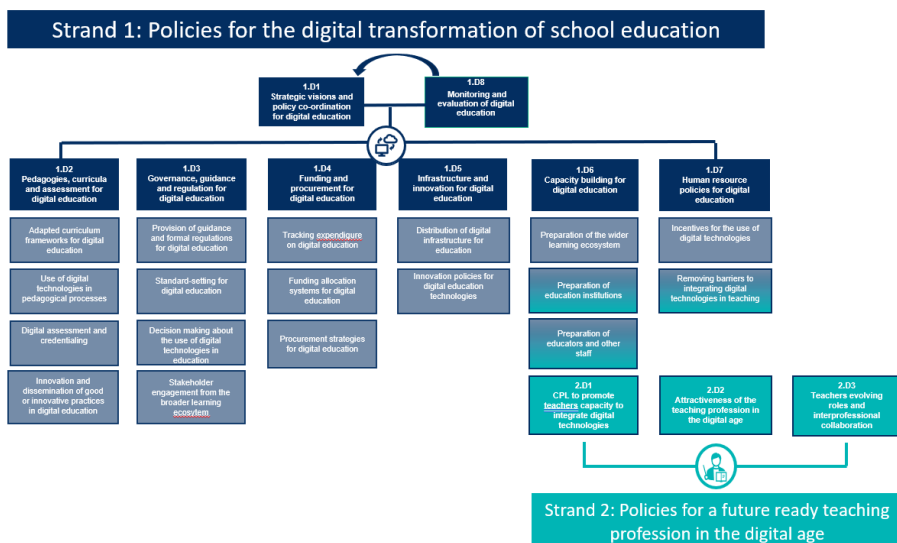 Strand 1: Policies for the digital transformation of school education
1.D1
Strategic visions and
policy co-ordination
for digital education
1.D8
Monitoring and
evaluation of digital
education
1.D2
Pedagogies, curricula
and assessment for
digital education
1.D3
Governance, guidance
and regulation for
digital education
1.D4
Funding and
procurement for
digital education
1.D5
Infrastructure and
innovation for digital
education
1.D6
Capacity building for
digital education
1.D7
Human resource
policies for digital
education
Adapted curriculum
frameworks for digital
education
Provision of guidance
and formal regulations
for digital education
Tracking expendigure
on digital education
Distribution of digital
infrastructure for
education
Preparation of the wider
learning ecosystem
Incentives for the use of
digital technologies
Use of digital
technologies in
pedagogical processes
Standard-setting for
digital education
Funding allocation
systems for digital
education
Innovation policies for
digital education
technologies
Preparation of
education institutions
Removing barriers to
integrating digital
technologies in teaching
Digital assessment and
credentialing
Decision making about
the use of digital
technologies in
education
Procurement strategies
for digital education
Preparation of
educators and other
staff
Innovation and
dissemination of good
or innovative practices
in digital education
Stakeholder
engagement from the
broader learning
ecosytem
2.D1
CPL to promote
teachers capacity to
integrate digital
technologies
2.D2
Attractiveness of the
teaching profession in
the digital age
2.D3
Teachers evolving
roles and
interprofessional
collaboration
Strand 2: Policies for a future ready teaching
profession in the digital age